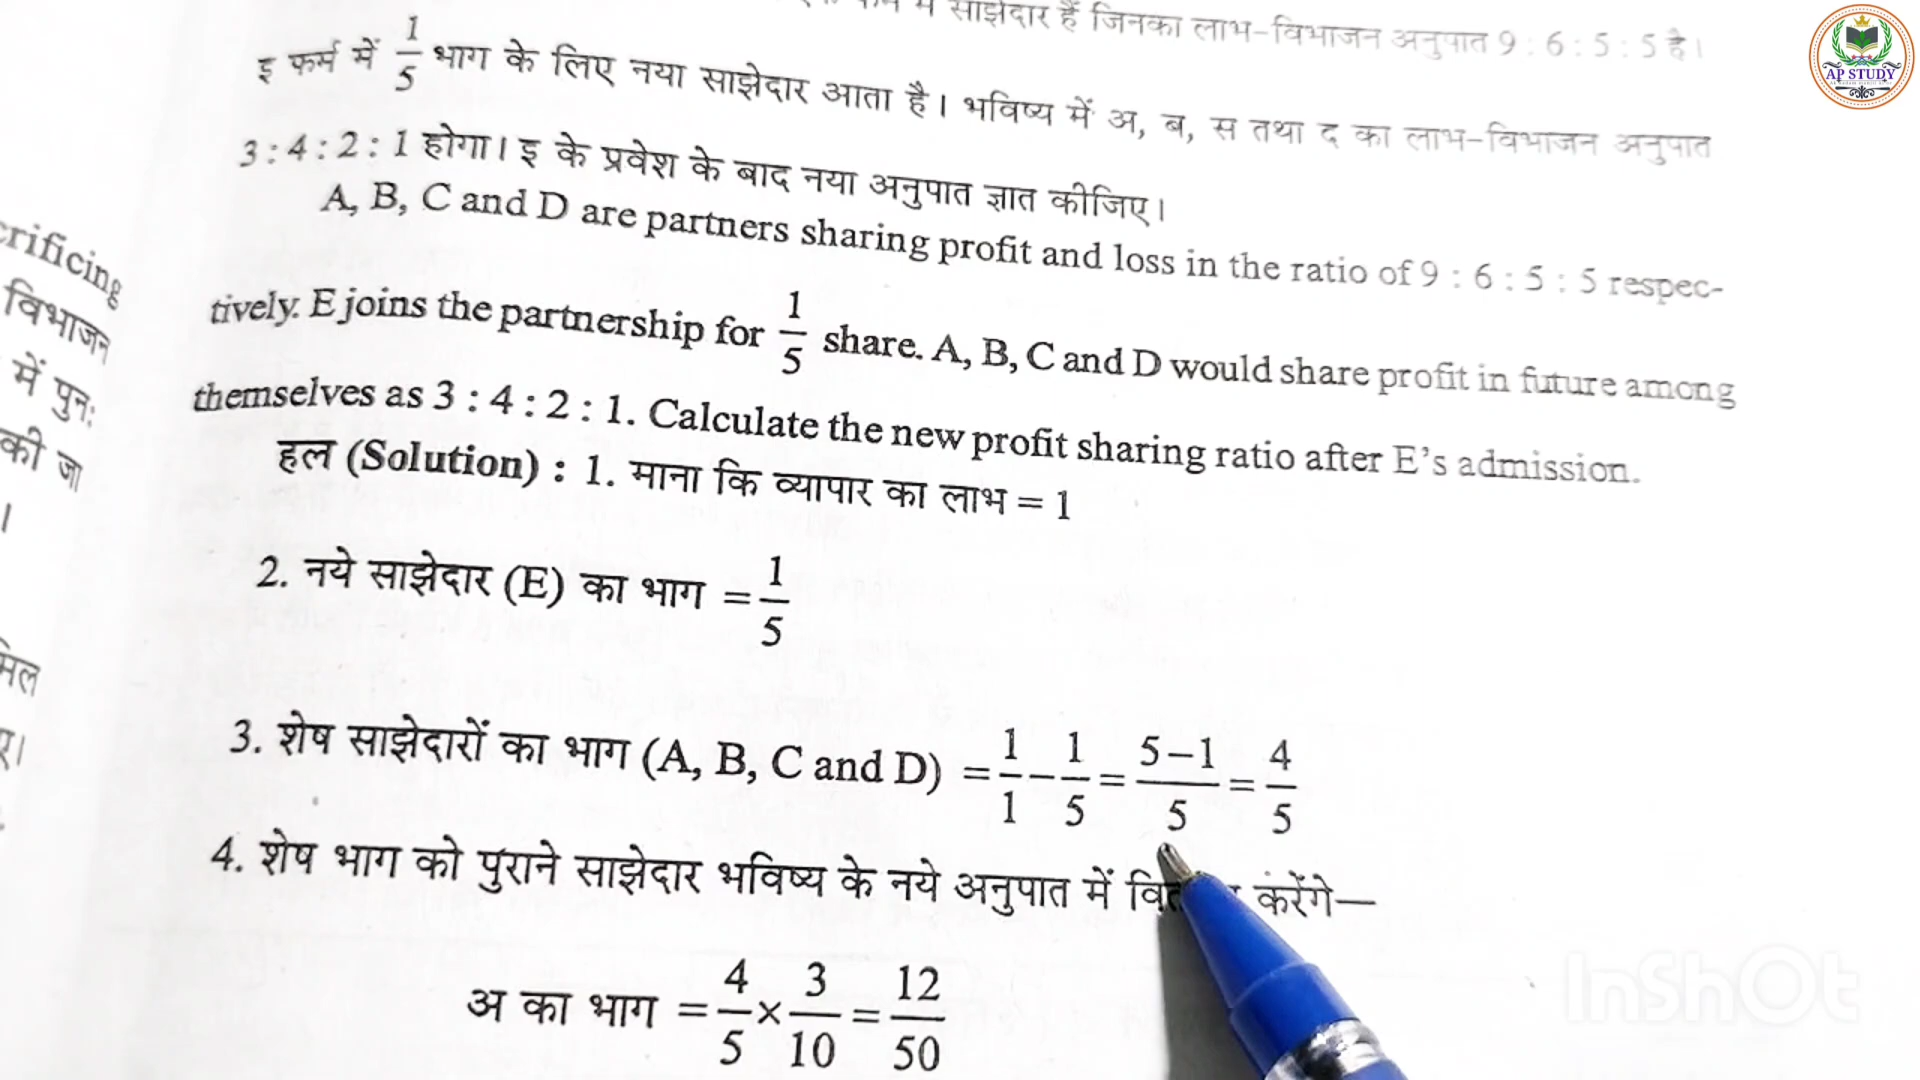 में साझेदार हैं जिनका लाभ-विभाजन अनुपात 9 : 6 : 5 : 5 है।
इ फर्म में 1/5 भाग के लिए नया साझेदार आता है। भविष्य में अ, ब, स तथा द का लाभ-विभाजन अनुपात
3 : 4 : 2 : 1 होगा। इ के प्रवेश के बाद नया अनुपात ज्ञात कीजिए।
A, B, C and D are partners sharing profit and loss in the ratio of 9 : 6 : 5 : 5 respec-
tively. E joins the partnership for 1/5 share. A, B, C and D would share profit in future among
themselves as 3 : 4 : 2 : 1. Calculate the new profit sharing ratio after E's admission.
हल (Solution) : 1. माना कि व्यापार का लाभ = 1
2. नये साझेदार (E) का भाग = 1/5
3. शेष साझेदारों का भाग (A, B, C and D) = 1/1 – 1/5 = 5–1/5 = 4/5
4. शेष भाग को पुराने साझेदार भविष्य के नये अनुपात में करेंगे—
अ का भाग = 4/5 × 3/10 = 12/50
crificing
विभाजन
में पुनः
की जा
।
मिल
ए।
AP STUDY
InShOt